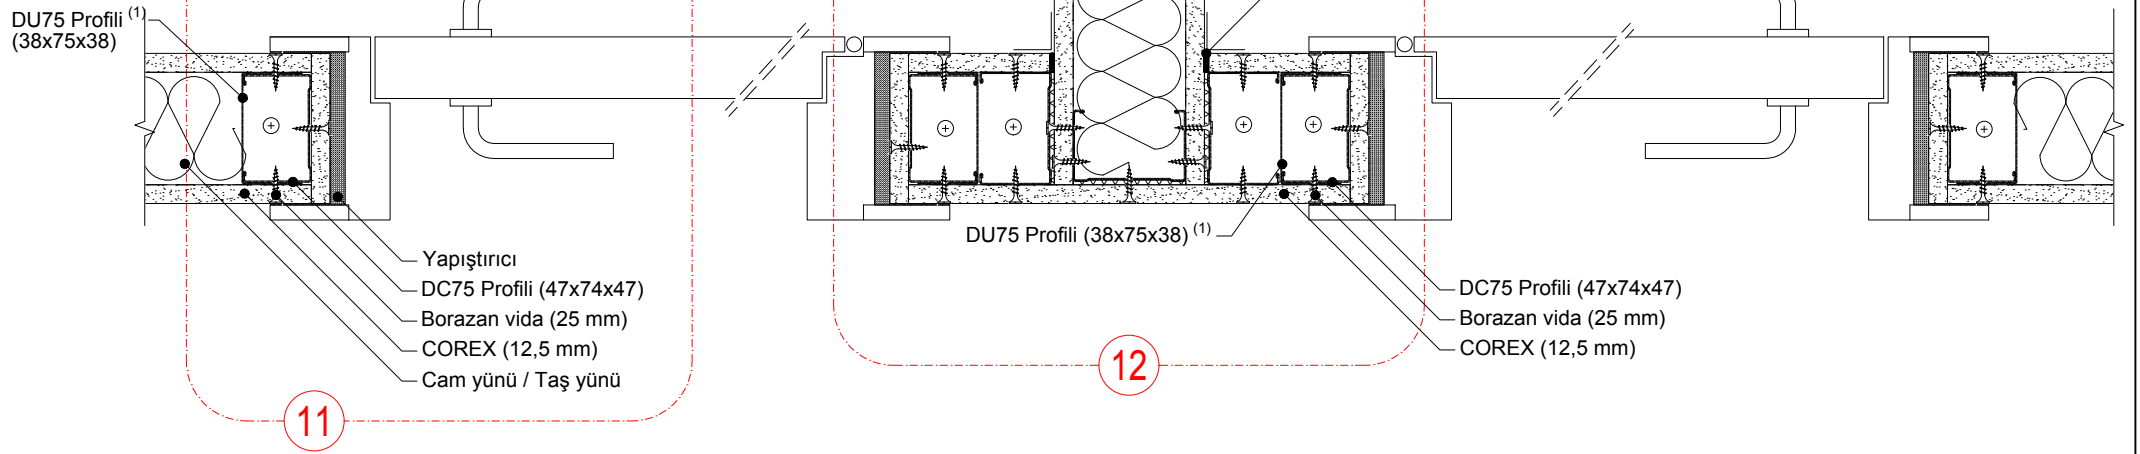 DU75 Profili (1)
(38x75x38)
Yapıştırıcı
DC75 Profili (47x74x47)
Borazan vida (25 mm)
COREX (12,5 mm)
Cam yünü / Taş yünü
11
DU75 Profili (38x75x38) (1)
DC75 Profili (47x74x47)
Borazan vida (25 mm)
COREX (12,5 mm)
12